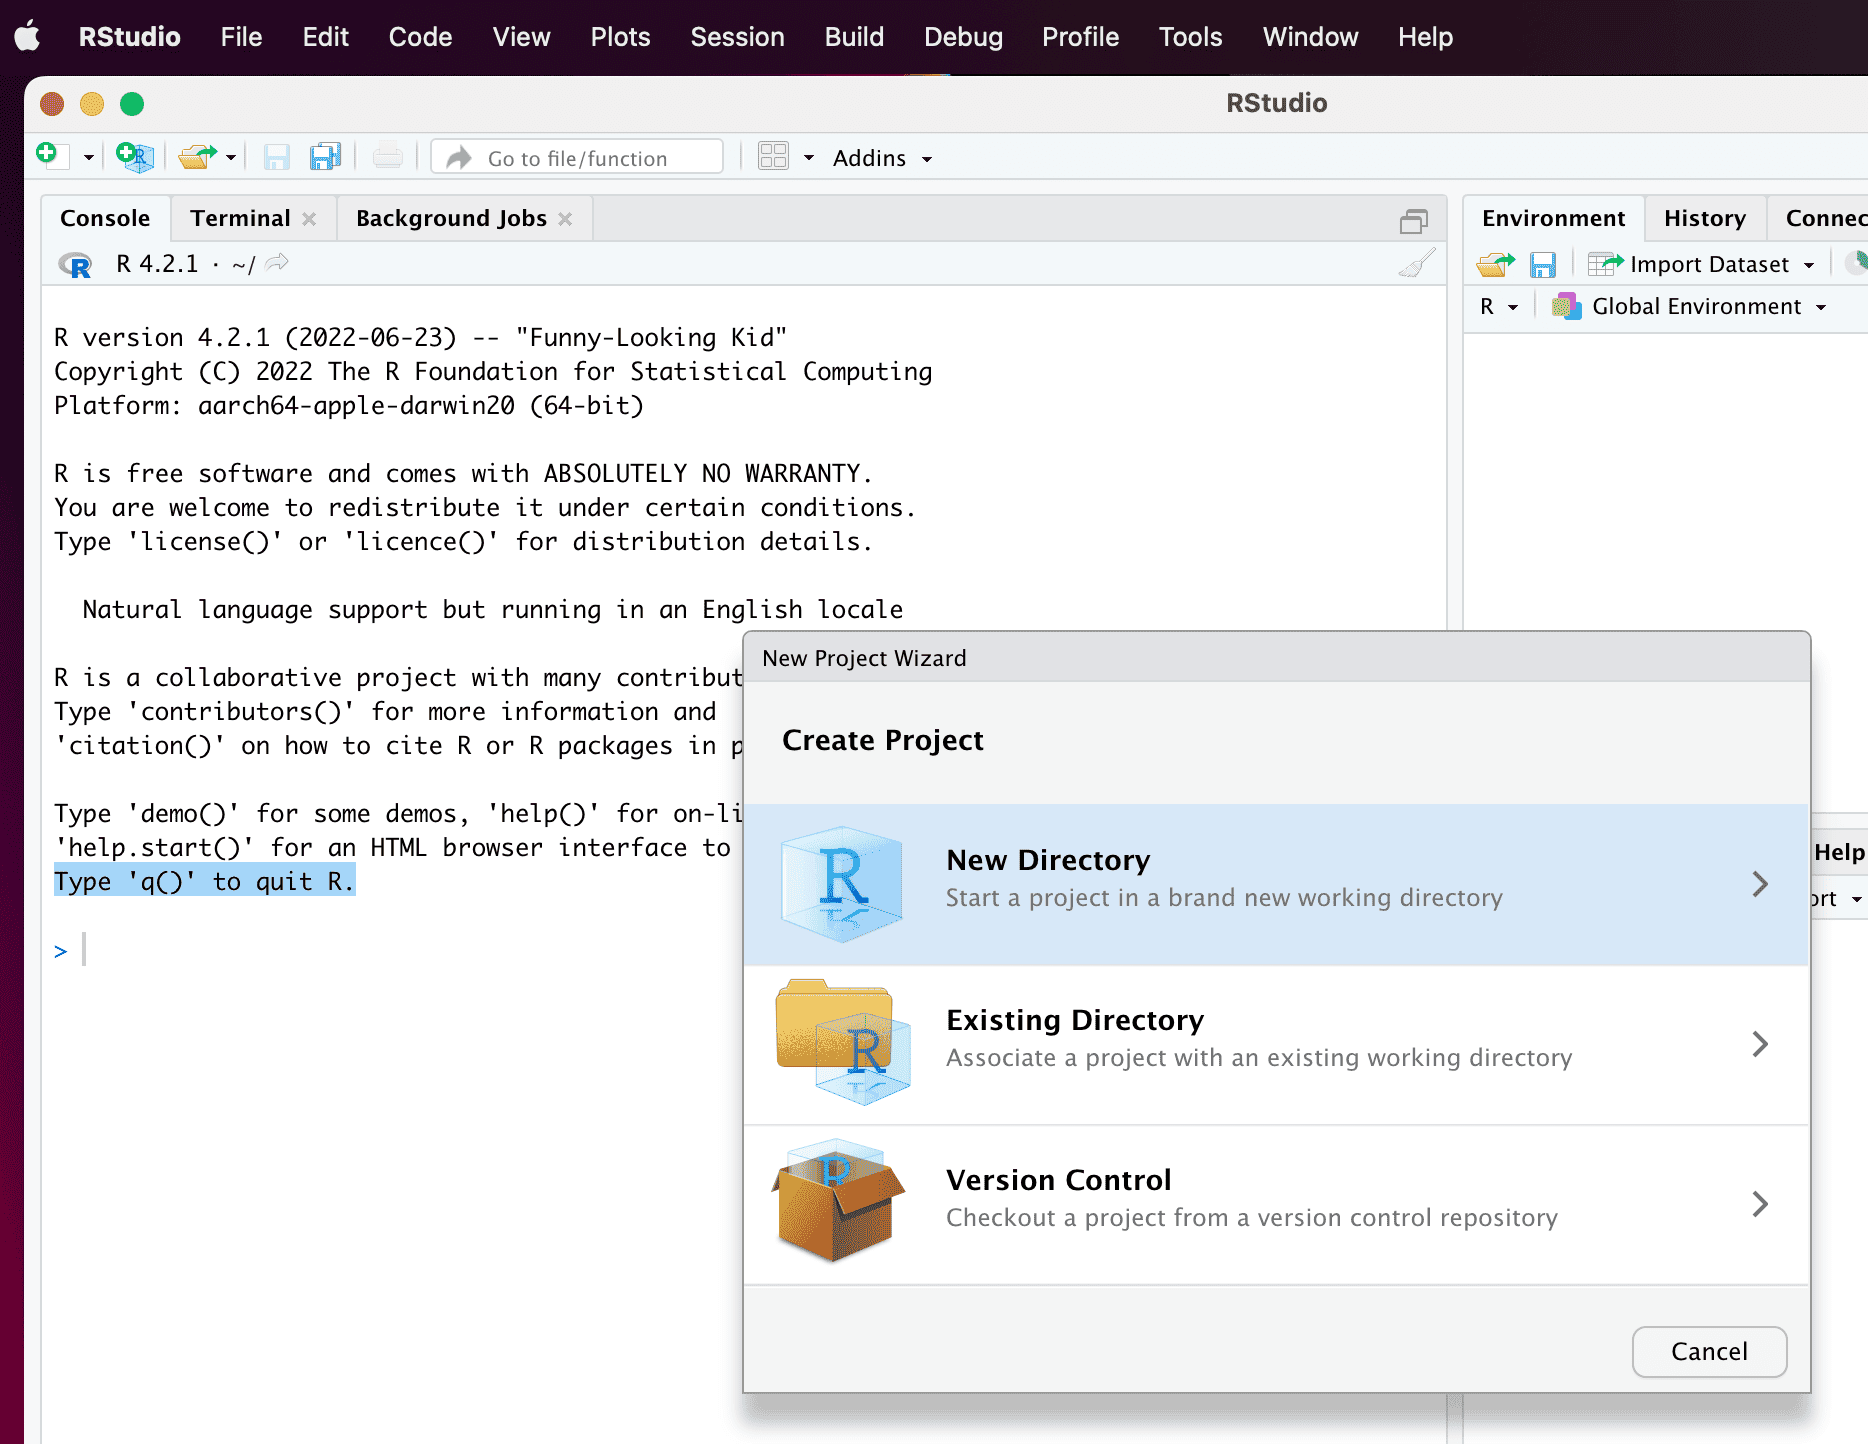 RStudio File Edit Code View Plots Session Build Debug Profile Tools Window Help
RStudio
Go to file/function Addins
Console Terminal Background Jobs
Environment History Connec
R 4.2.1 · ~/
Import Dataset
R Global Environment
R version 4.2.1 (2022-06-23) -- "Funny-Looking Kid"
Copyright (C) 2022 The R Foundation for Statistical Computing
Platform: aarch64-apple-darwin20 (64-bit)
R is free software and comes with ABSOLUTELY NO WARRANTY.
You are welcome to redistribute it under certain conditions.
Type 'license()' or 'licence()' for distribution details.
Natural language support but running in an English locale
R is a collaborative project with many contribut
Type 'contributors()' for more information and
'citation()' on how to cite R or R packages in p
Type 'demo()' for some demos, 'help()' for on-li
'help.start()' for an HTML browser interface to
Type 'q()' to quit R.
>
New Project Wizard
Create Project
New Directory
Start a project in a brand new working directory
Existing Directory
Associate a project with an existing working directory
Version Control
Checkout a project from a version control repository
Cancel
Help
ort